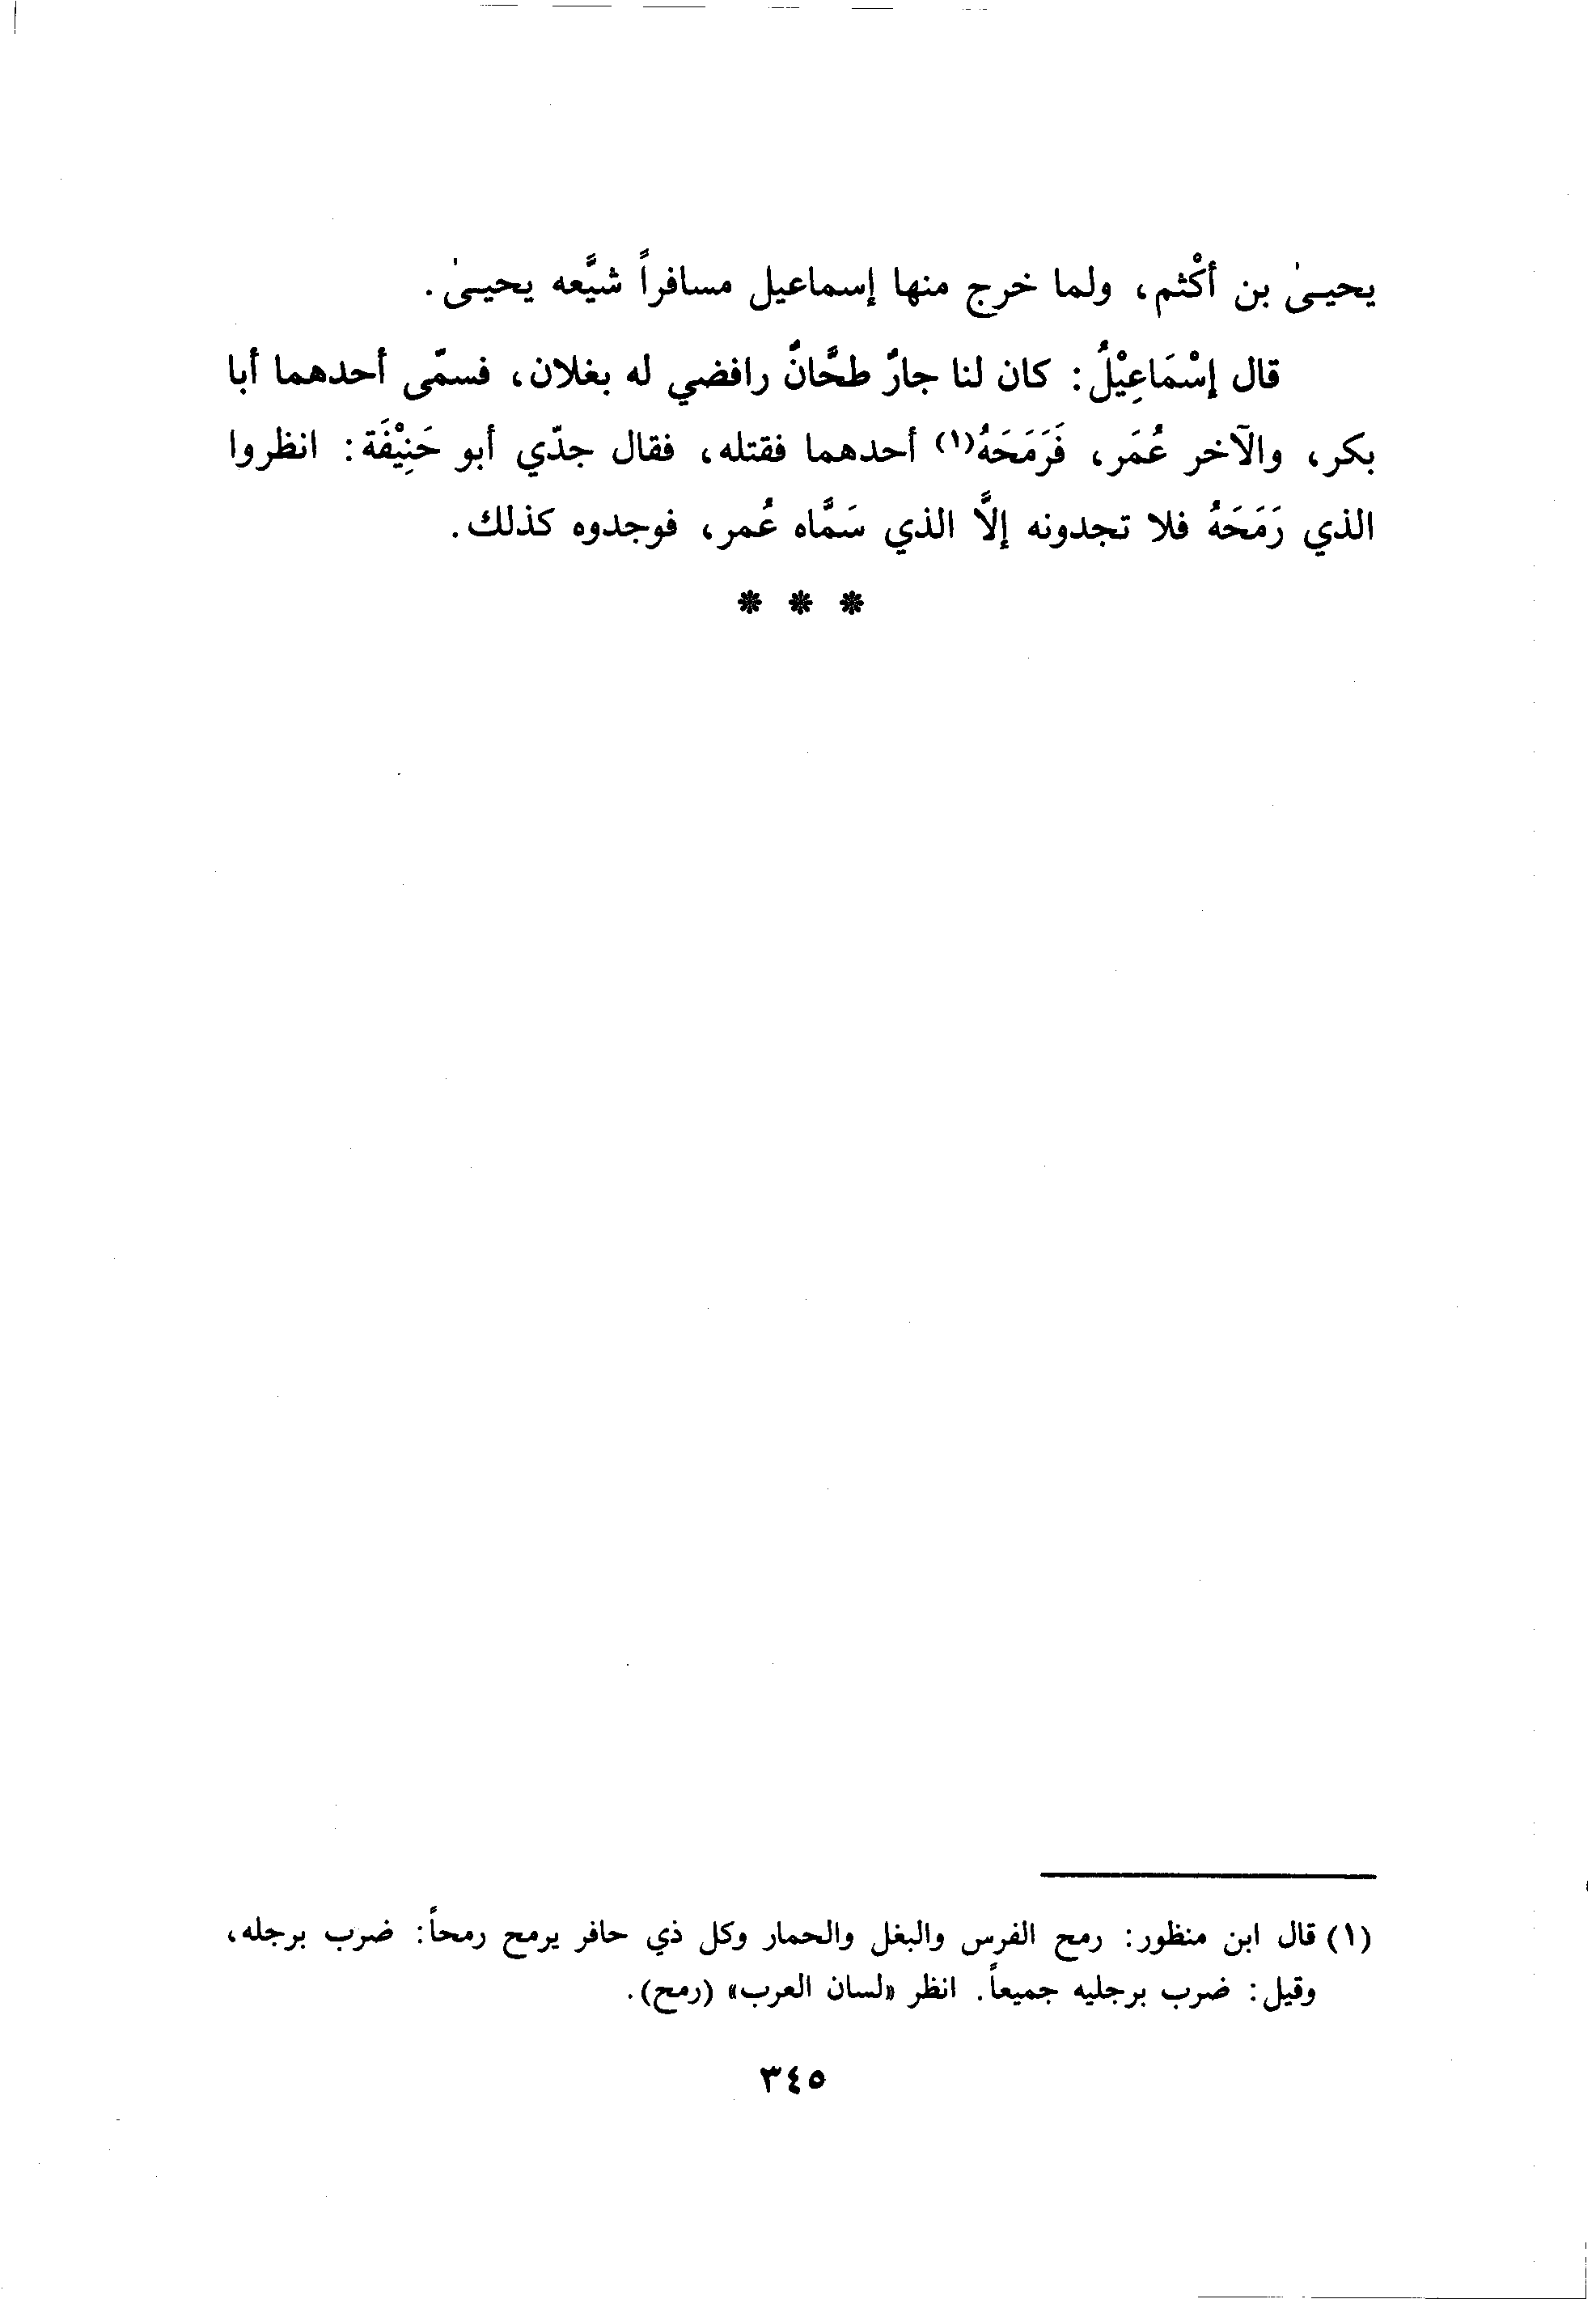 يحيىٰ بن أكْثم، ولما خرج منها إسماعيل مسافراً شيَّعه يحيىٰ.
قال إسْمَاعِيْلُ: كان لنا جارٌ طحَّانٌ رافضي له بغلان، فسمّى أحدهما أبا
بكر، والآخر عُمَر، فَرَمَحَهُ(١) أحدهما فقتله، فقال جدّي أبو حَنِيْفَة: انظروا
الذي رَمَحَهُ فلا تجدونه إلَّا الذي سَمَّاه عُمر، فوجدوه كذلك.
* * *
(١) قال ابن منظور: رمح الفرس والبغل والحمار وكل ذي حافر يرمح رمحاً: ضرب برجله،
وقيل: ضرب برجليه جميعاً. انظر «لسان العرب» (رمح).
٣٤٥